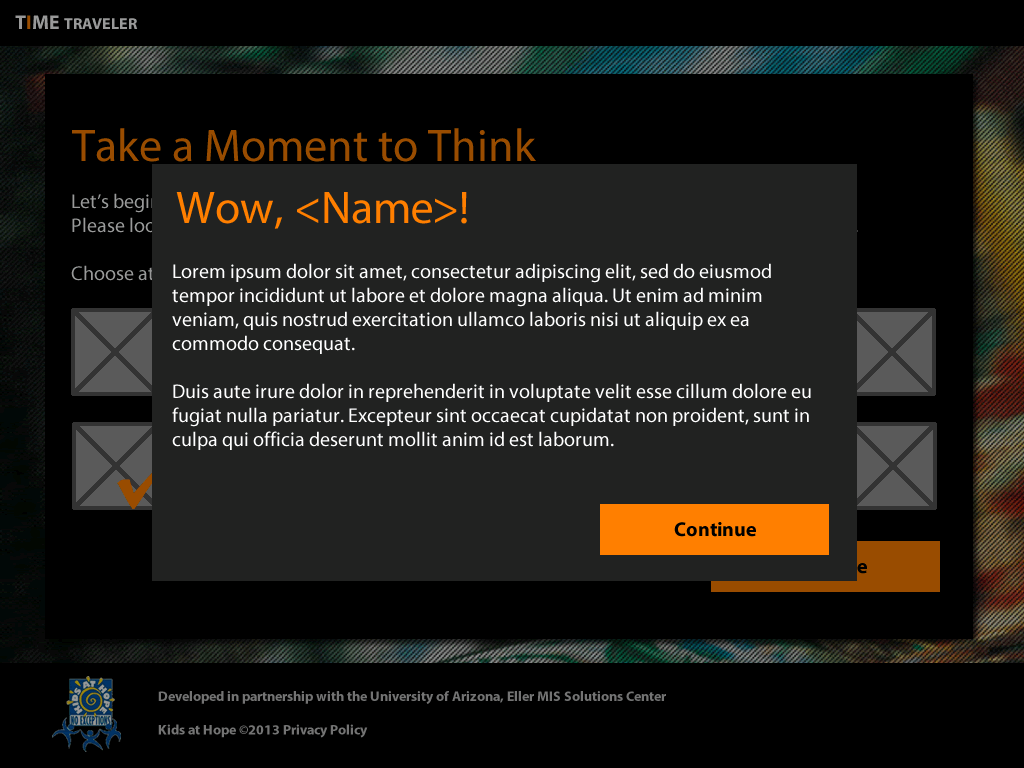 TIME TRAVELER
Take a Moment to Think
Let's begi
Please loo
Choose at
Wow, <Name>!
Lorem ipsum dolor sit amet, consectetur adipiscing elit, sed do eiusmod
tempor incididunt ut labore et dolore magna aliqua. Ut enim ad minim
veniam, quis nostrud exercitation ullamco laboris nisi ut aliquip ex ea
commodo consequat.
Duis aute irure dolor in reprehenderit in voluptate velit esse cillum dolore eu
fugiat nulla pariatur. Excepteur sint occaecat cupidatat non proident, sunt in
culpa qui officia deserunt mollit anim id est laborum.
Continue
e
KIDS AT HOPE
NO EXCEPTIONS
Developed in partnership with the University of Arizona, Eller MIS Solutions Center
Kids at Hope ©2013 Privacy Policy